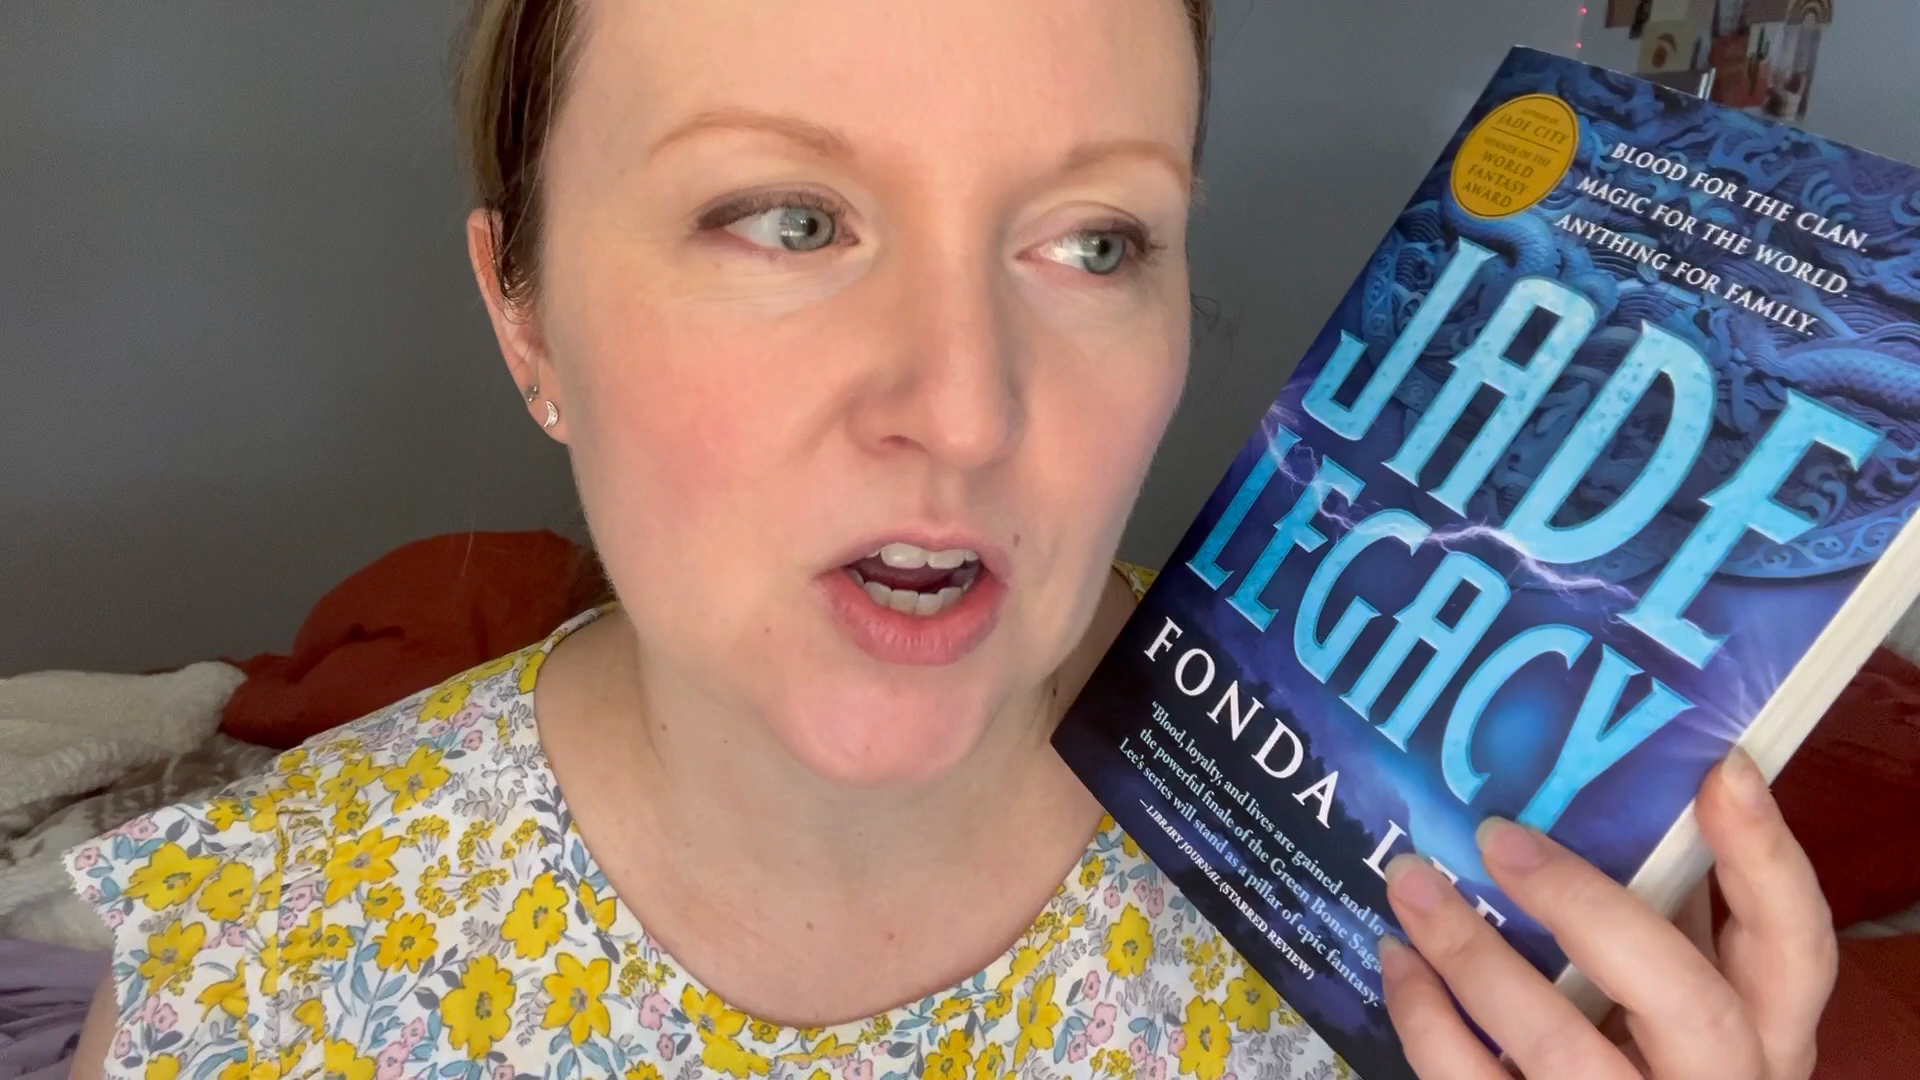 JADE CITY
WINNER OF THE
WORLD
FANTASY
AWARD
BLOOD FOR THE CLAN.
MAGIC FOR THE WORLD.
ANYTHING FOR FAMILY.
JADE
LEGACY
FONDA LEE
"Blood, loyalty, and lives are gained and lo
the powerful finale of the Green Bone Saga
Lee's series will stand as a pillar of epic fantasy.
—LIBRARY JOURNAL (STARRED REVIEW)